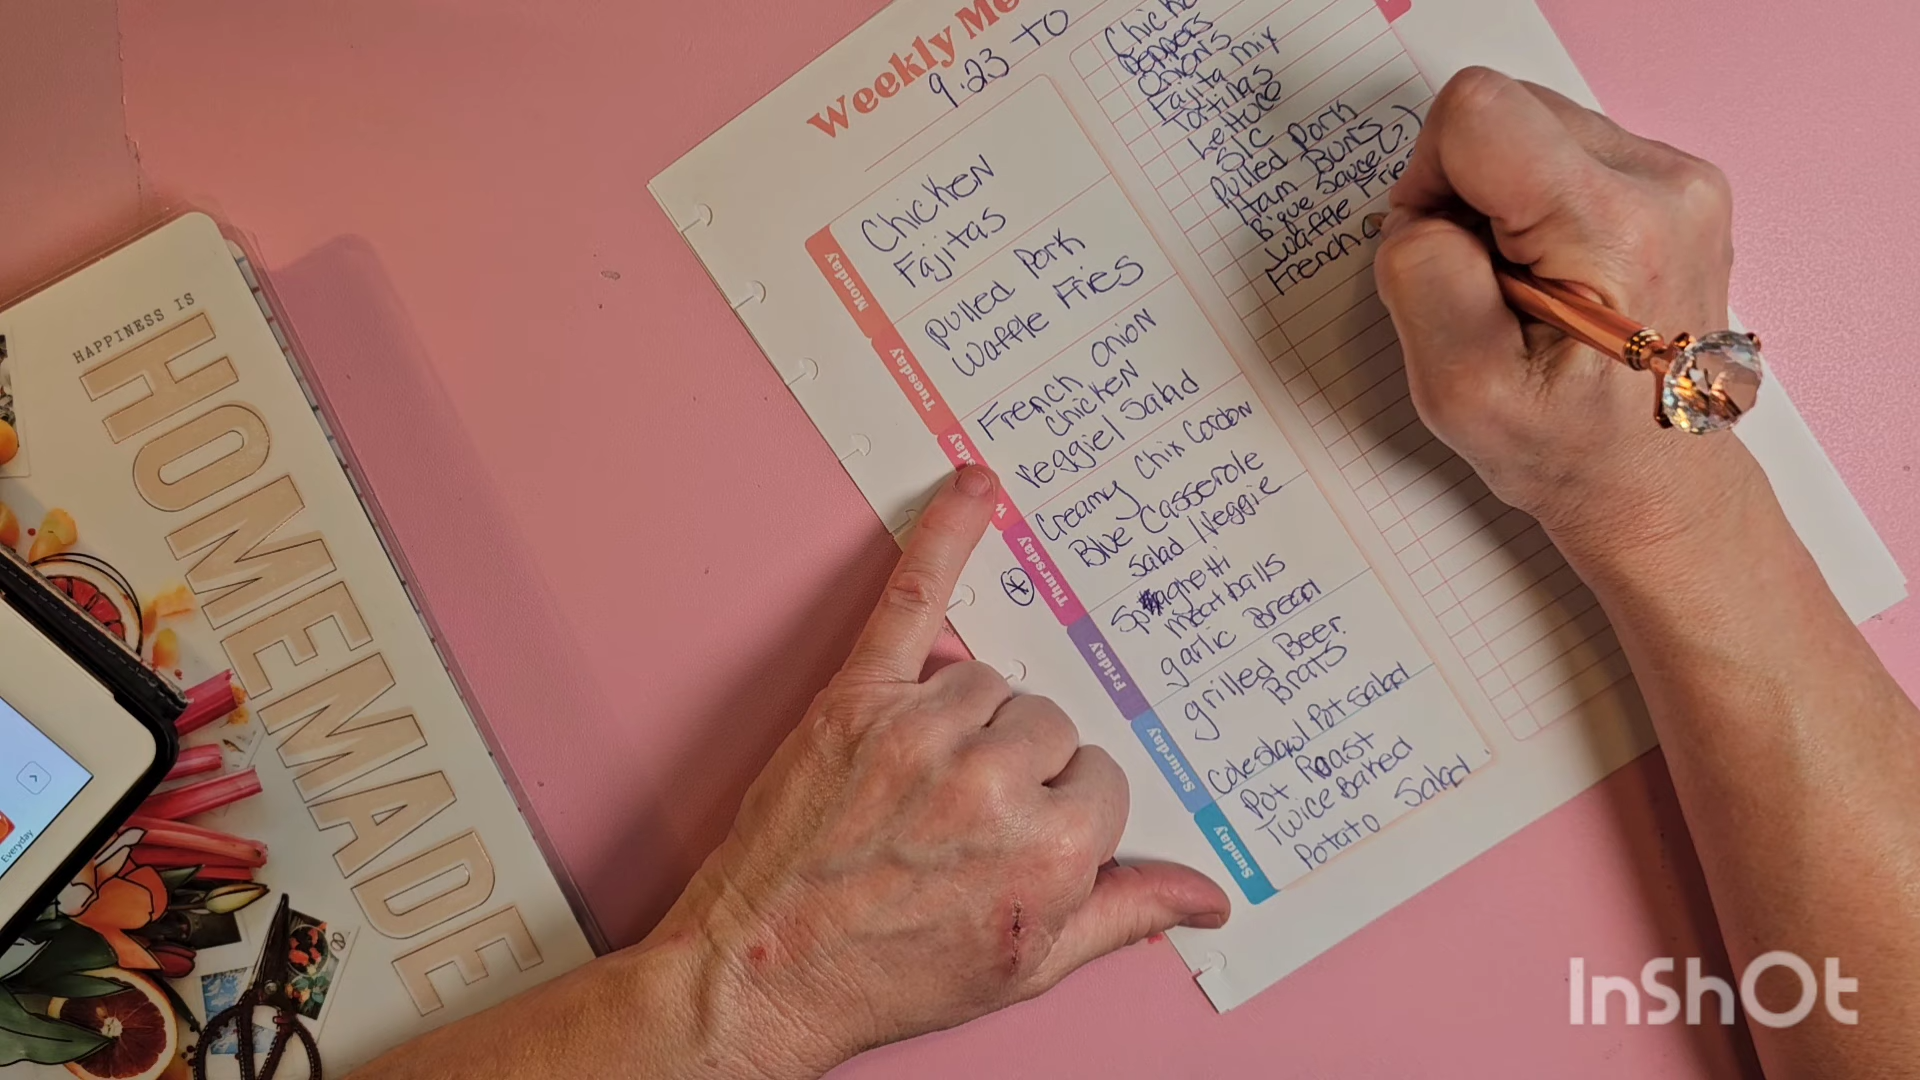 HAPPINESS IS
HOMEMADE
Everyday
Weekly Me
9.23 to
Monday
Chicken
Fajitas
Tuesday
Pulled Pork
Waffle Fries
W
sday
French Onion
Chicken
Veggie/ Salad
Thursday
Creamy Chix Cordon
Blue Casserole
Salad/Veggie
Friday
Spaghetti
meatballs
garlic Bread
Saturday
grilled Beer
Brats
Coleslaw/Pot Salad
Sunday
Pot Roast
Twice Baked
Potato Salad
Chicke
Peppers
Onions
Fajita mix
Tortillas
Lettuce
S/C
Pulled Pork
Ham Buns
Bque Sauce(?)
Waffle Fries
French
InShOt